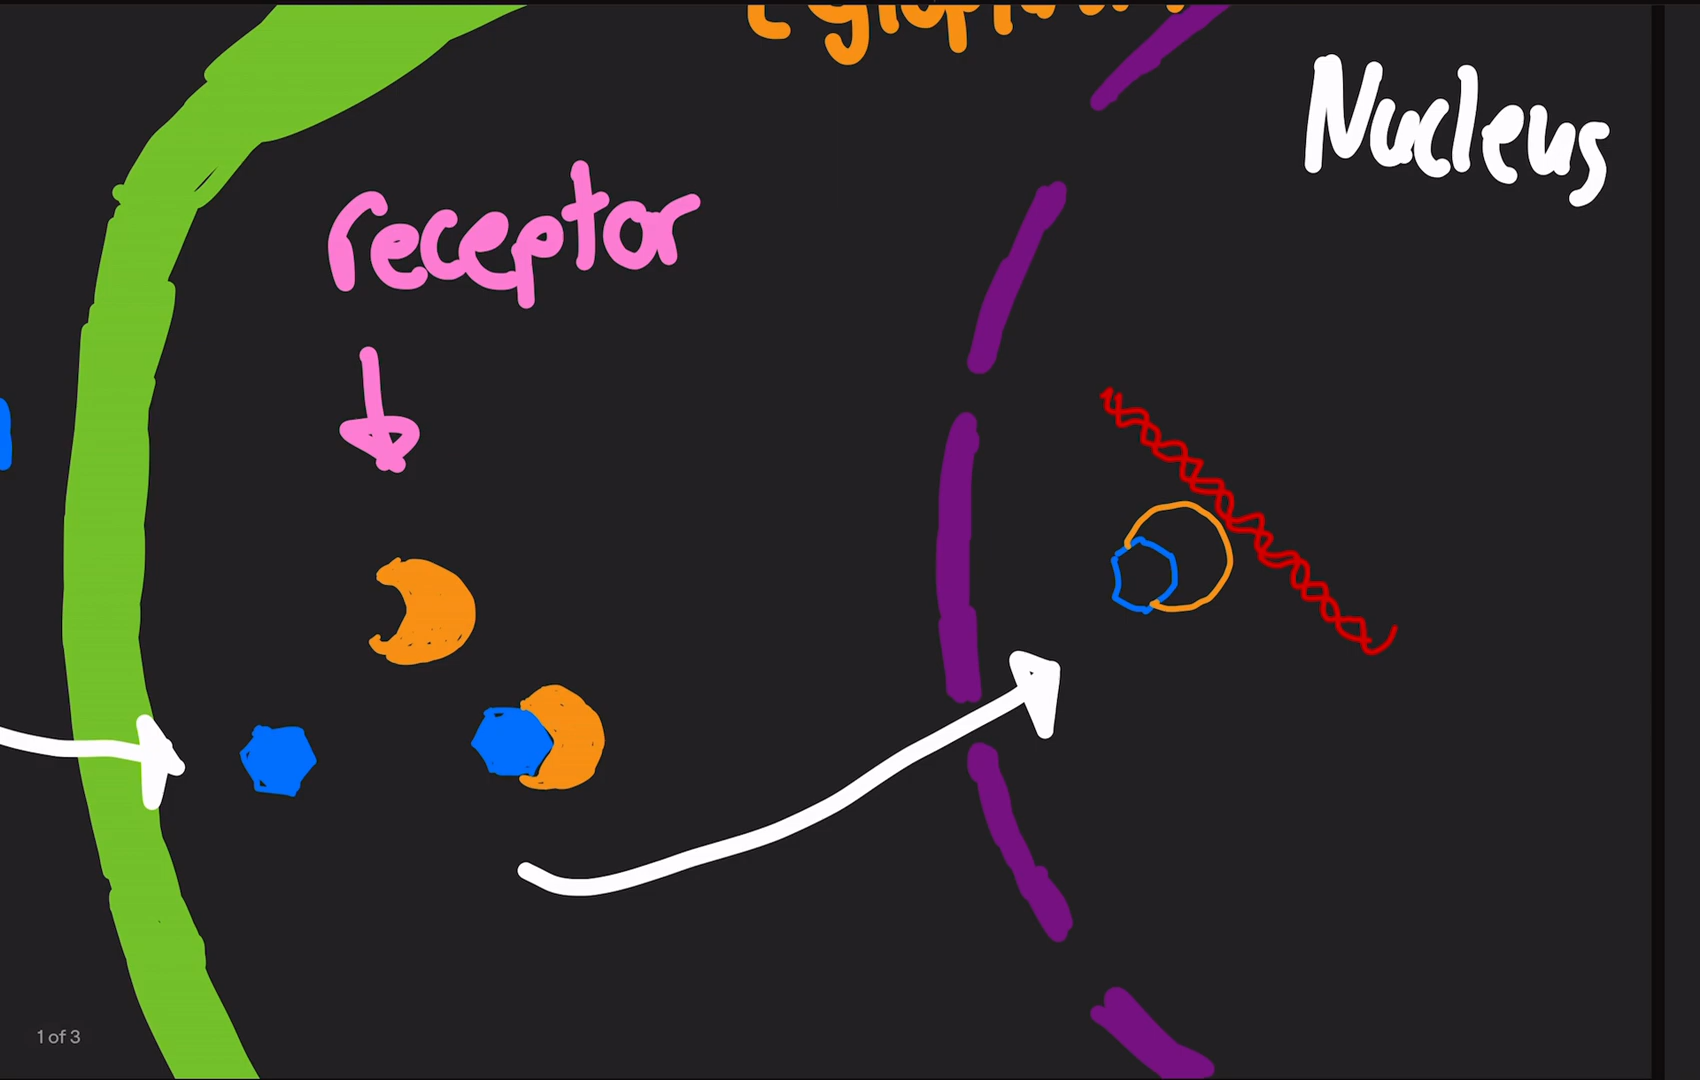 Nucleus
receptor
1 of 3